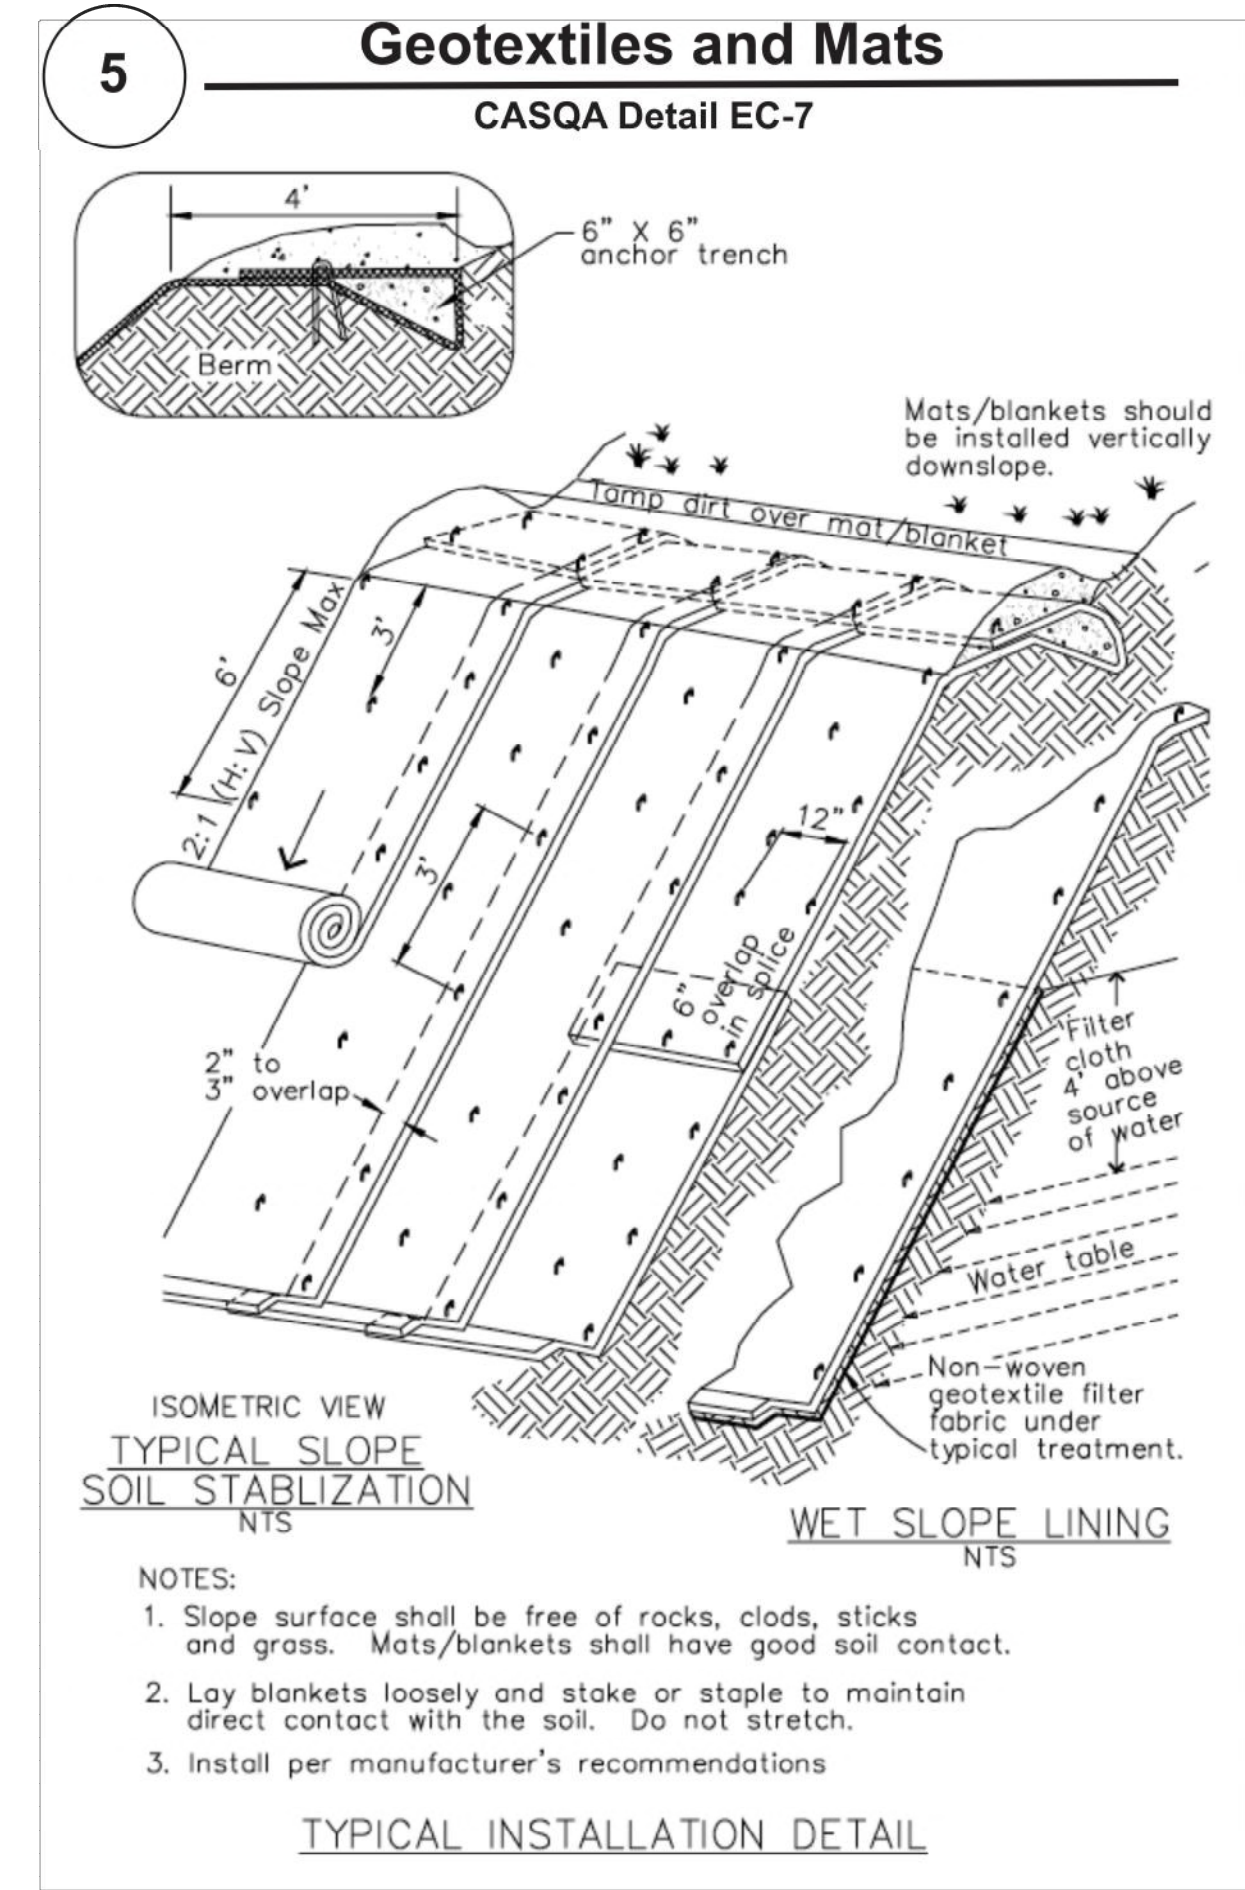 5
Geotextiles and Mats
CASQA Detail EC-7
4'
6" X 6"
anchor trench
Berm
Mats/blankets should
be installed vertically
downslope.
Tamp dirt over mat/blanket
6'
2:1 (H: V) Slope Max
3'
3'
12"
6"
overlap
in splice
2" to
3" overlap
Filter
cloth
4' above
source
of water
Water table
Non-woven
geotextile filter
fabric under
typical treatment.
ISOMETRIC VIEW
TYPICAL SLOPE
SOIL STABLIZATION
NTS
WET SLOPE LINING
NTS
NOTES:
1. Slope surface shall be free of rocks, clods, sticks
and grass. Mats/blankets shall have good soil contact.
2. Lay blankets loosely and stake or staple to maintain
direct contact with the soil. Do not stretch.
3. Install per manufacturer's recommendations
TYPICAL INSTALLATION DETAIL